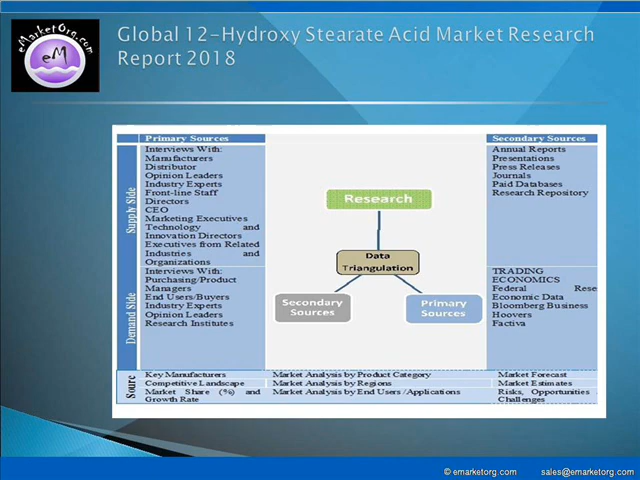 eMarketOrg.com
eM
Global 12-Hydroxy Stearate Acid Market Research
Report 2018
Primary Sources
Secondary Sources
Supply Side
Interviews With:
Manufacturers
Distributor
Opinion Leaders
Industry Experts
Front-line Staff
Directors
CEO
Marketing Executives
Technology and
Innovation Directors
Executives from Related
Industries and
Organizations
Annual Reports
Presentations
Press Releases
Journals
Paid Databases
Research Repository
Research
Data
Triangulation
Secondary
Sources
Primary
Sources
Demand Side
Interviews With:
Purchasing/Product
Managers
End Users/Buyers
Industry Experts
Opinion Leaders
Research Institutes
TRADING
ECONOMICS
Federal Rese
Economic Data
Bloomberg Business
Hoovers
Factiva
Sourc
Key Manufacturers
Competitive Landscape
Market Share (%) and
Growth Rate
Market Analysis by Product Category
Market Analysis by Regions
Market Analysis by End Users /Applications
Market Forecast
Market Estimates
Risks, Opportunities
Challenges
© emarketorg.com sales@emarketorg.com